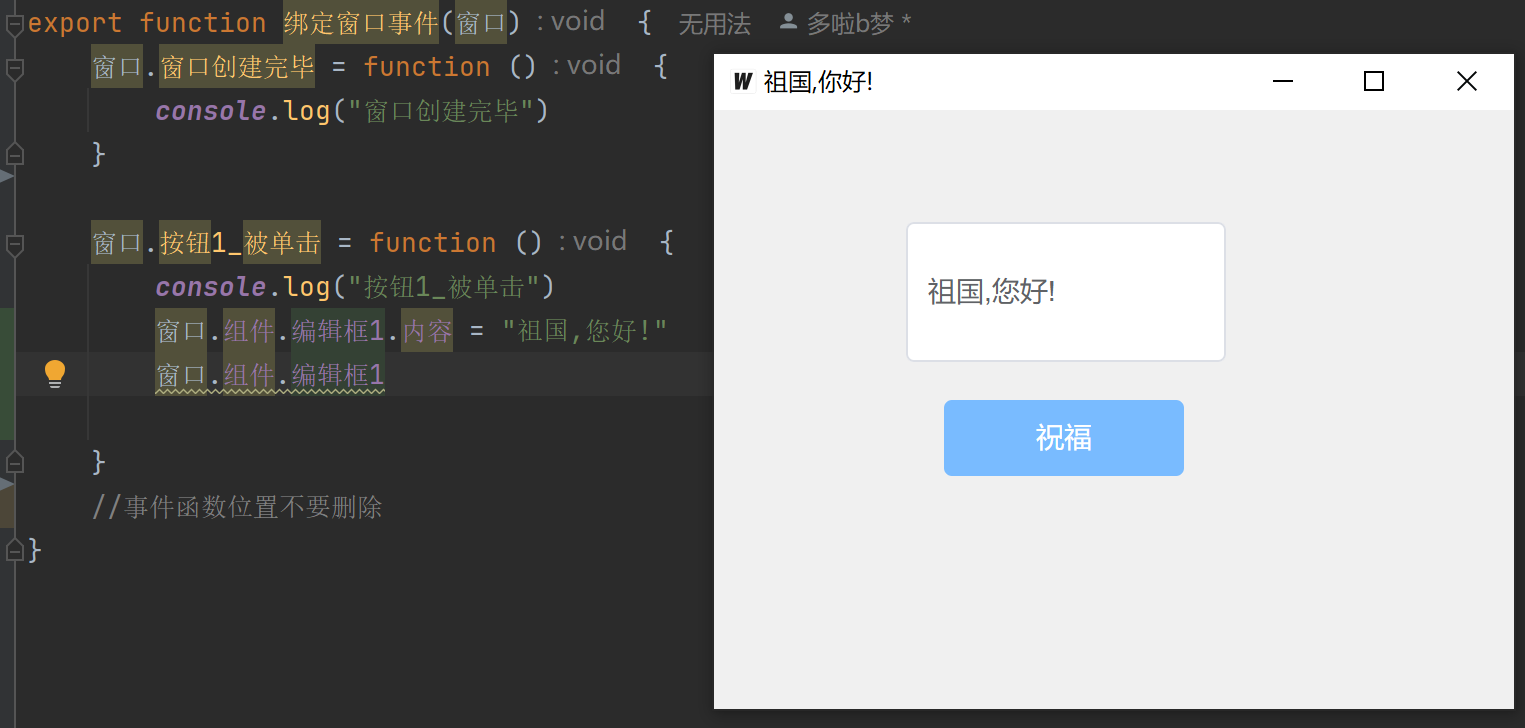 export function 绑定窗口事件(窗口) : void { 无用法 多啦b梦 *
窗口.窗口创建完毕 = function () : void {
console.log("窗口创建完毕")
}
窗口.按钮1_被单击 = function () : void {
console.log("按钮1_被单击")
窗口.组件.编辑框1.内容 = "祖国,您好!"
窗口.组件.编辑框1
}
//事件函数位置不要删除
}
W 祖国,你好!
祖国,您好!
祝福